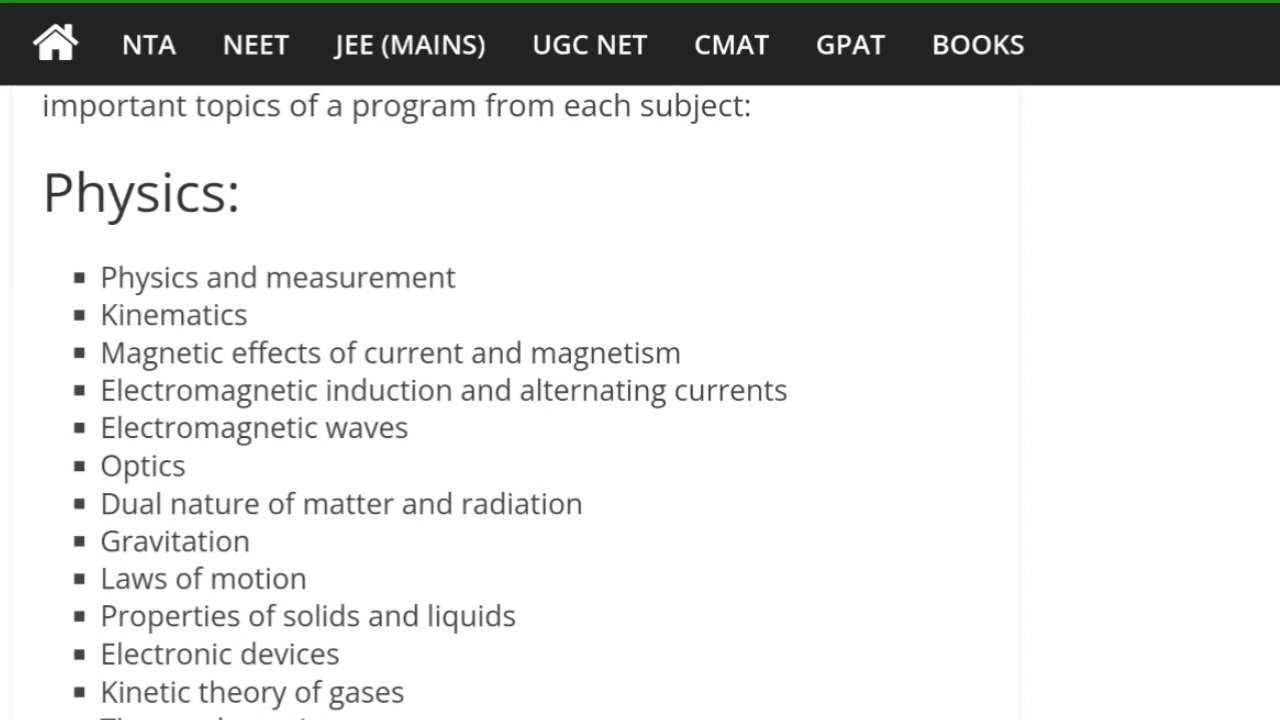 NTA NEET JEE (MAINS) UGC NET CMAT GPAT BOOKS
important topics of a program from each subject:
Physics:
Physics and measurement
Kinematics
Magnetic effects of current and magnetism
Electromagnetic induction and alternating currents
Electromagnetic waves
Optics
Dual nature of matter and radiation
Gravitation
Laws of motion
Properties of solids and liquids
Electronic devices
Kinetic theory of gases